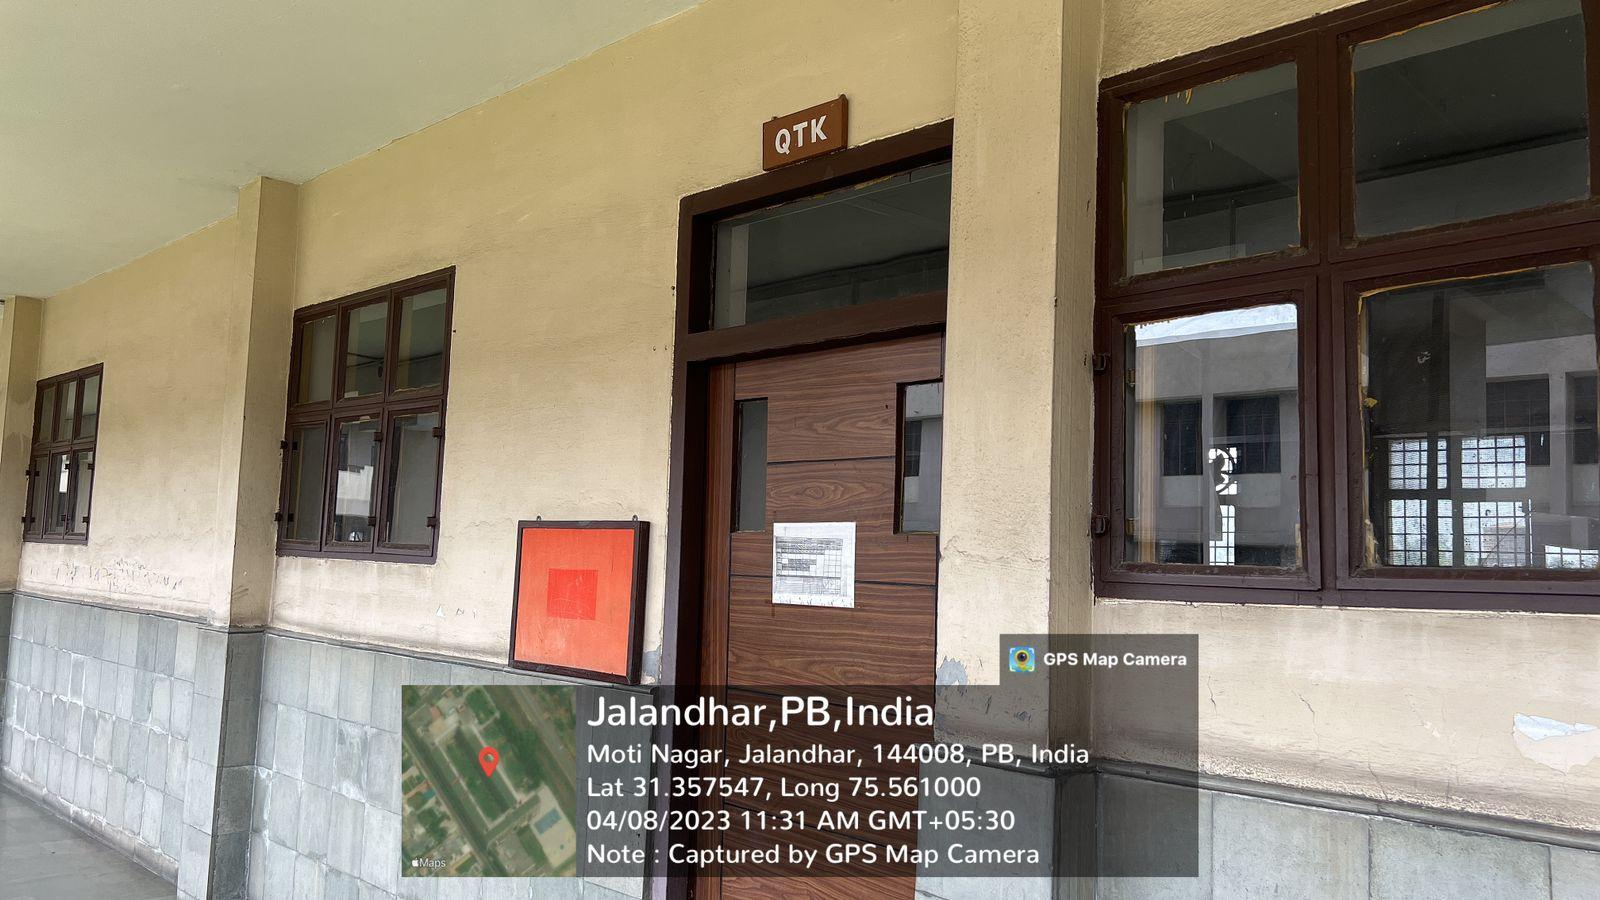 QTK
GPS Map Camera
Jalandhar,PB,India
Moti Nagar, Jalandhar, 144008, PB, India
Lat 31.357547, Long 75.561000
04/08/2023 11:31 AM GMT+05:30
Note : Captured by GPS Map Camera
Maps